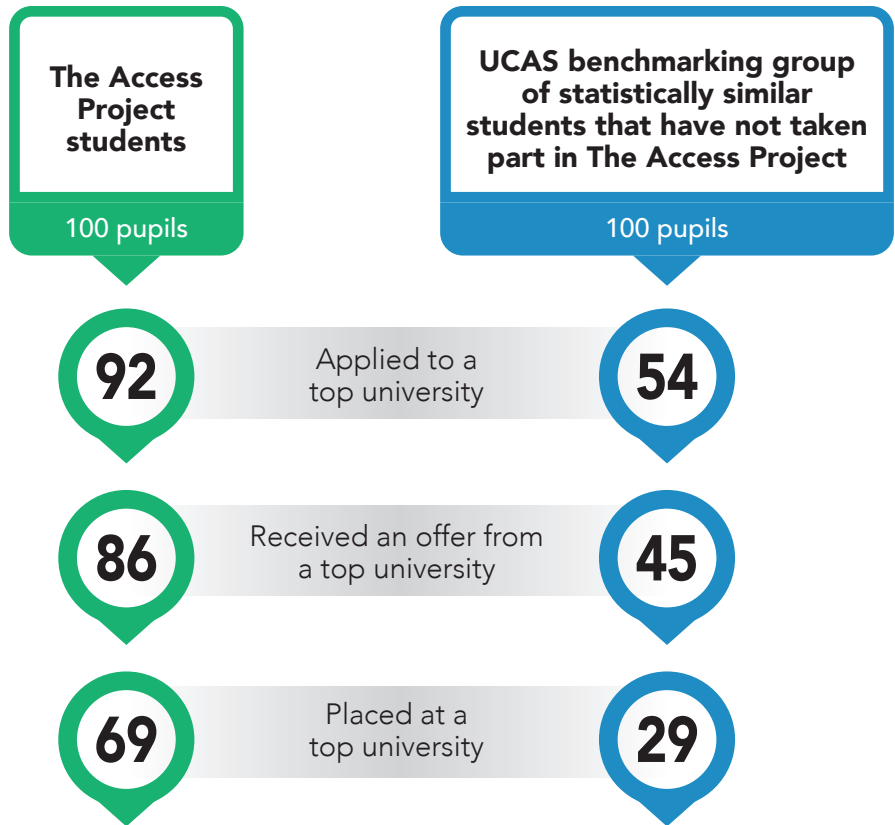 The Access
Project
students
100 pupils
UCAS benchmarking group
of statistically similar
students that have not taken
part in The Access Project
100 pupils
92
Applied to a
top university
54
86
Received an offer from
a top university
45
69
Placed at a
top university
29